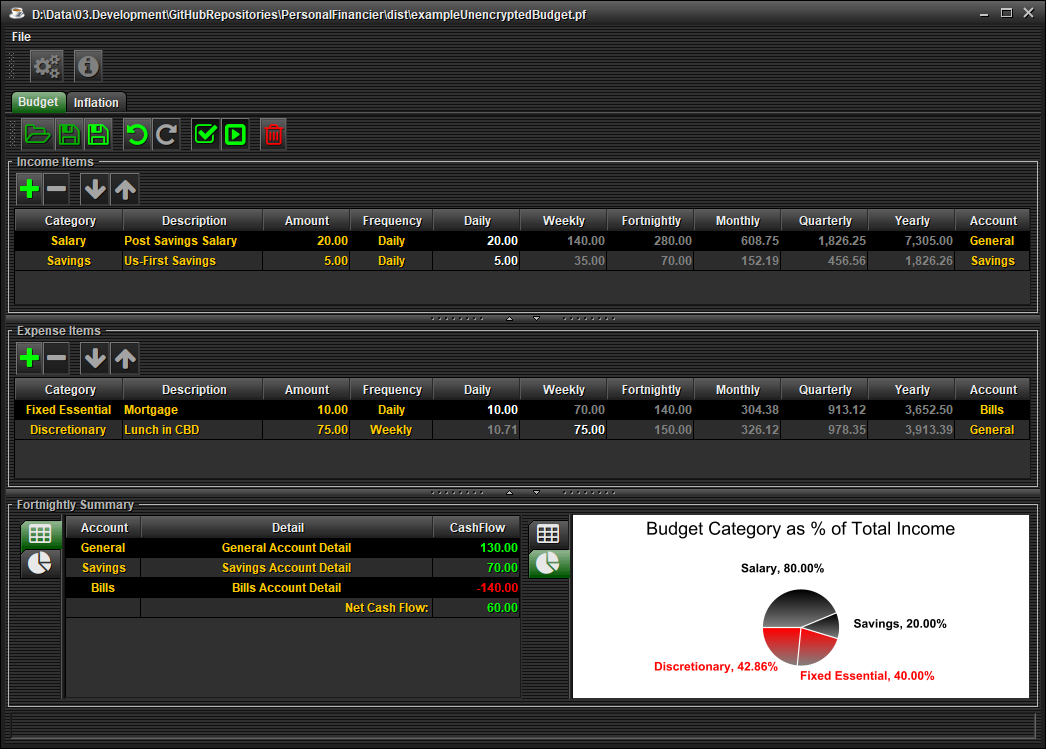 D:\Data\03.Development\GitHubRepositories\PersonalFinancier\dist\exampleUnencryptedBudget.pf
File
Budget Inflation
Income Items
Category Description Amount Frequency Daily Weekly Fortnightly Monthly Quarterly Yearly Account
Salary Post Savings Salary 20.00 Daily 20.00 140.00 280.00 608.75 1,826.25 7,305.00 General
Savings Us-First Savings 5.00 Daily 5.00 35.00 70.00 152.19 456.56 1,826.26 Savings
Expense Items
Category Description Amount Frequency Daily Weekly Fortnightly Monthly Quarterly Yearly Account
Fixed Essential Mortgage 10.00 Daily 10.00 70.00 140.00 304.38 913.12 3,652.50 Bills
Discretionary Lunch in CBD 75.00 Weekly 10.71 75.00 150.00 326.12 978.35 3,913.39 General
Fortnightly Summary
Account Detail CashFlow
General General Account Detail 130.00
Savings Savings Account Detail 70.00
Bills Bills Account Detail -140.00
Net Cash Flow: 60.00
Budget Category as % of Total Income
Salary, 80.00%
Savings, 20.00%
Discretionary, 42.86%
Fixed Essential, 40.00%